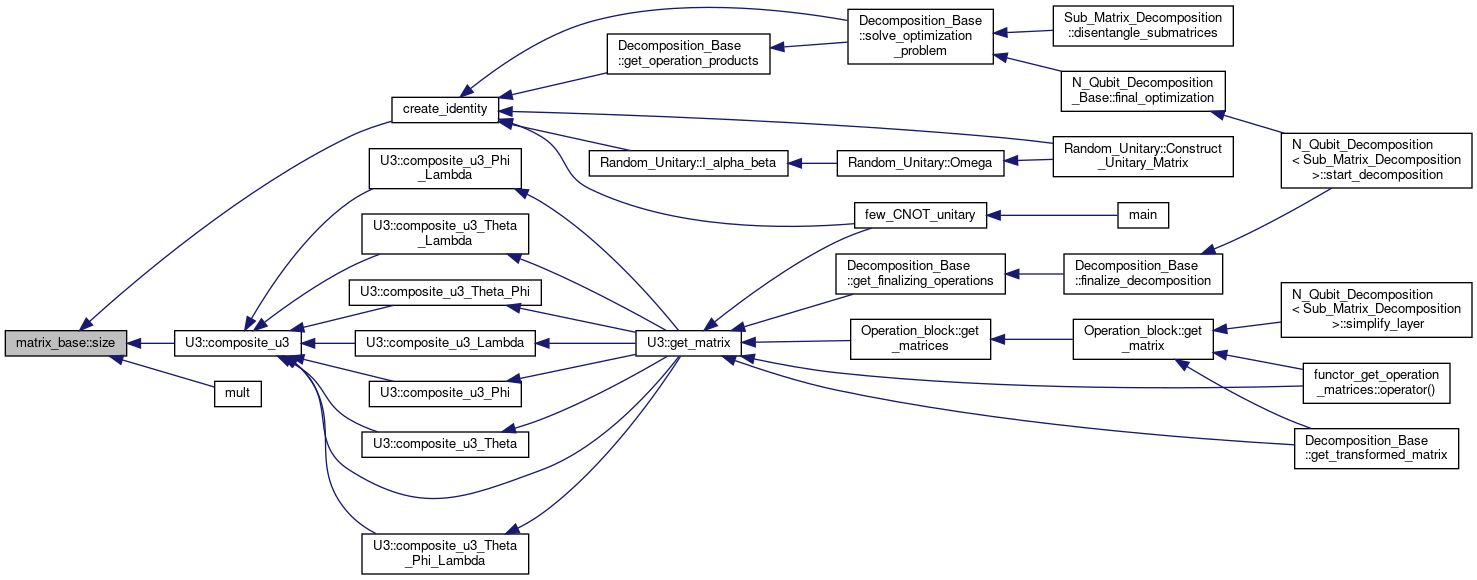 matrix_base::size
create_identity
U3::composite_u3
mult
Decomposition_Base
::get_operation_products
Decomposition_Base
::solve_optimization
_problem
Sub_Matrix_Decomposition
::disentangle_submatrices
N_Qubit_Decomposition
_Base::final_optimization
N_Qubit_Decomposition
< Sub_Matrix_Decomposition
>::start_decomposition
Random_Unitary::Construct
_Unitary_Matrix
Random_Unitary::I_alpha_beta
Random_Unitary::Omega
few_CNOT_unitary
main
U3::composite_u3_Phi
_Lambda
U3::composite_u3_Theta
_Lambda
U3::composite_u3_Theta_Phi
U3::composite_u3_Lambda
U3::composite_u3_Phi
U3::composite_u3_Theta
U3::composite_u3_Theta
_Phi_Lambda
U3::get_matrix
Decomposition_Base
::get_finalizing_operations
Decomposition_Base
::finalize_decomposition
Operation_block::get
_matrices
Operation_block::get
_matrix
N_Qubit_Decomposition
< Sub_Matrix_Decomposition
>::simplify_layer
functor_get_operation
_matrices::operator()
Decomposition_Base
::get_transformed_matrix